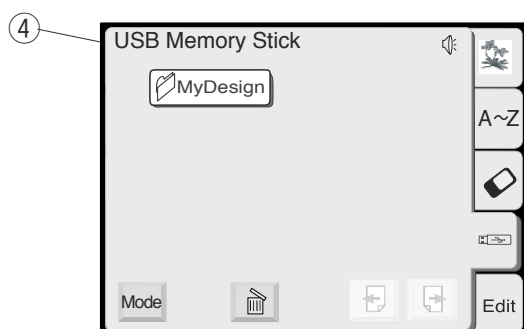 ④
USB Memory Stick
MyDesign
A~Z
Mode
Edit